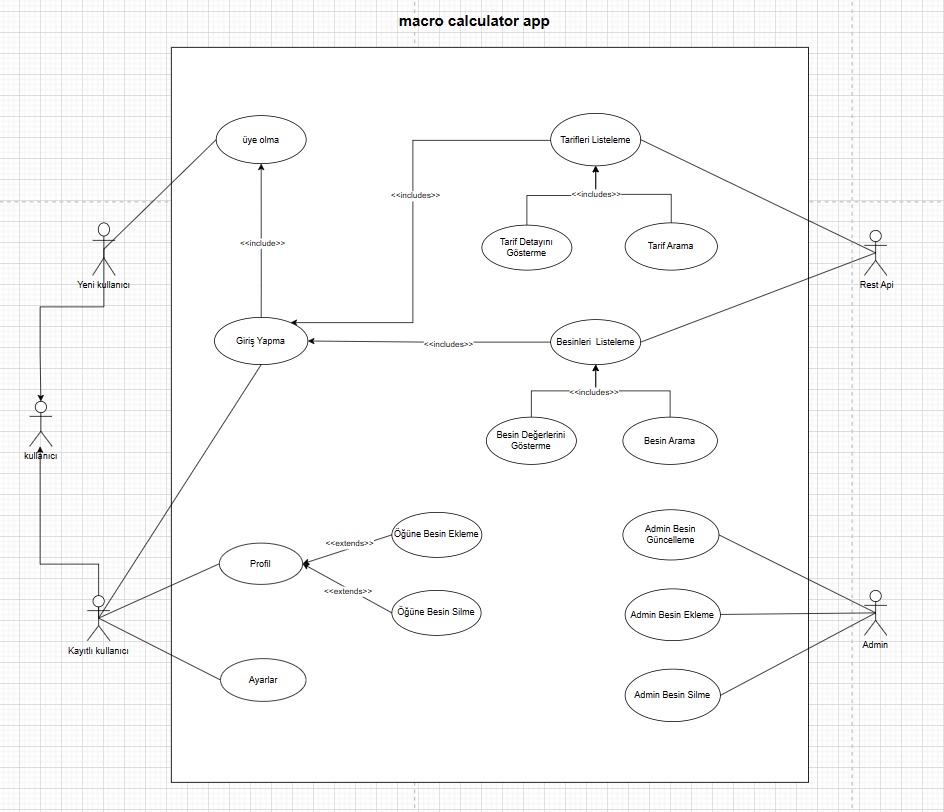 macro calculator app
üye olma
Tarifleri Listeleme
<<includes>>
<<includes>>
<<include>>
Tarif Detayını
Gösterme
Tarif Arama
Yeni kullanıcı
Rest Api
Giriş Yapma
<<includes>>
Besinleri  Listeleme
<<includes>>
kullanıcı
Besin Değerlerini
Gösterme
Besin Arama
Öğüne Besin Ekleme
<<extends>>
Admin Besin
Güncelleme
Profil
<<extends>>
Öğüne Besin Silme
Admin Besin Ekleme
Kayıtlı kullanıcı
Admin
Ayarlar
Admin Besin Silme